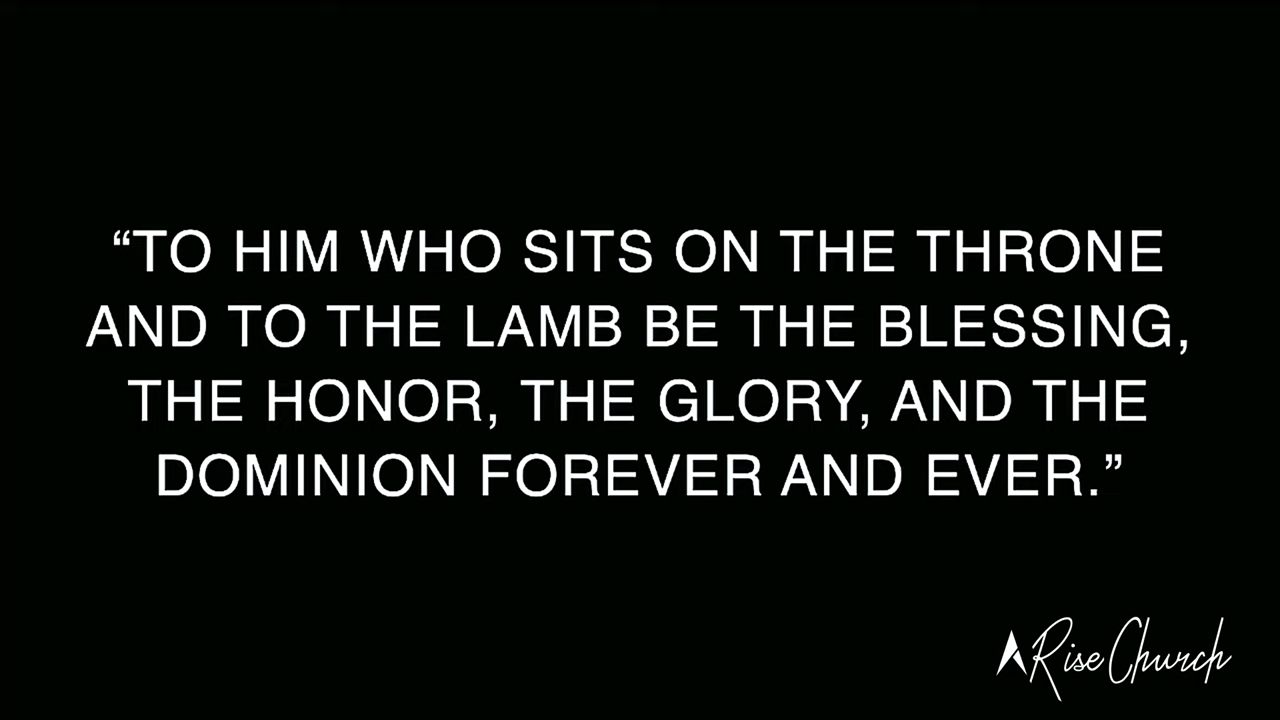 “TO HIM WHO SITS ON THE THRONE
AND TO THE LAMB BE THE BLESSING,
THE HONOR, THE GLORY, AND THE
DOMINION FOREVER AND EVER.”
Rise Church